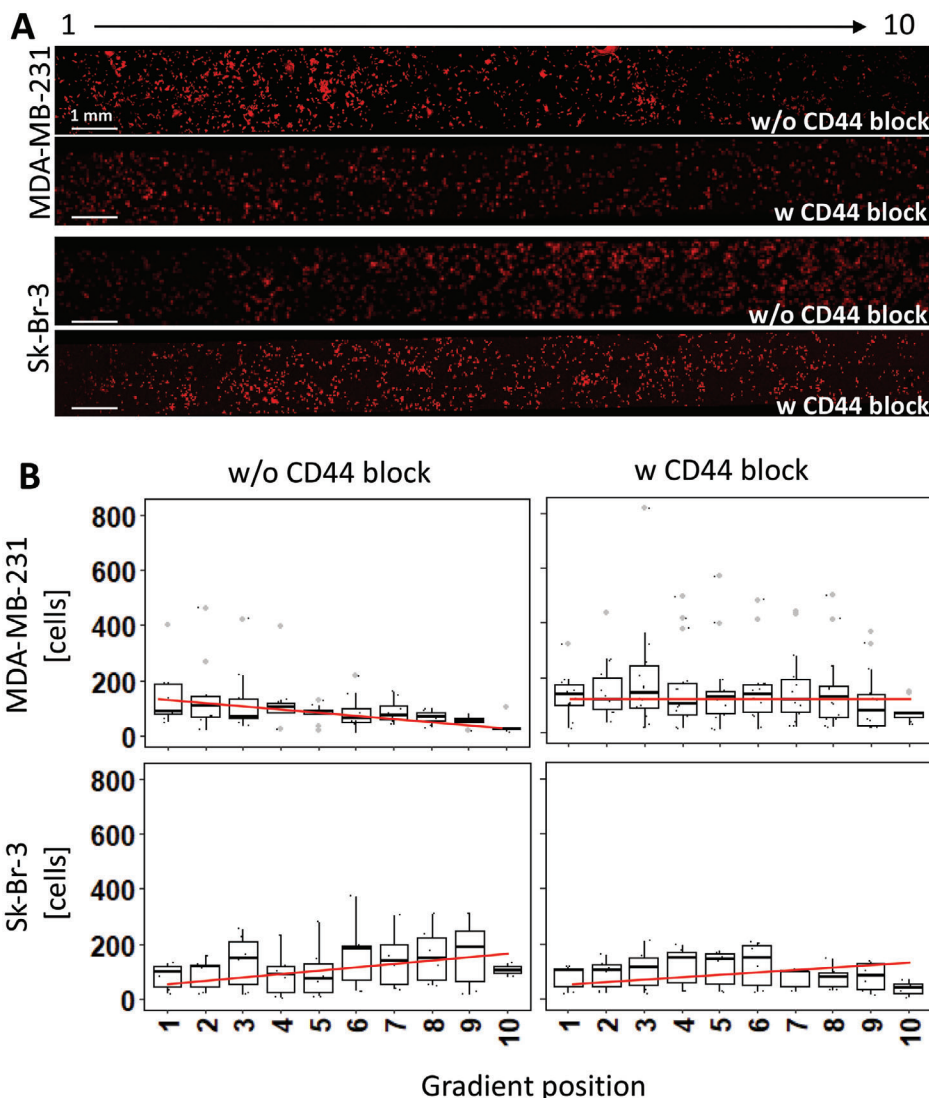 A 1 10
MDA-MB-231
1 mm
w/o CD44 block
w CD44 block
Sk-Br-3
w/o CD44 block
w CD44 block
B w/o CD44 block w CD44 block
MDA-MB-231
[cells]
800
600
400
200
0
Sk-Br-3
[cells]
800
600
400
200
0
1 2 3 4 5 6 7 8 9 10 1 2 3 4 5 6 7 8 9 10
Gradient position